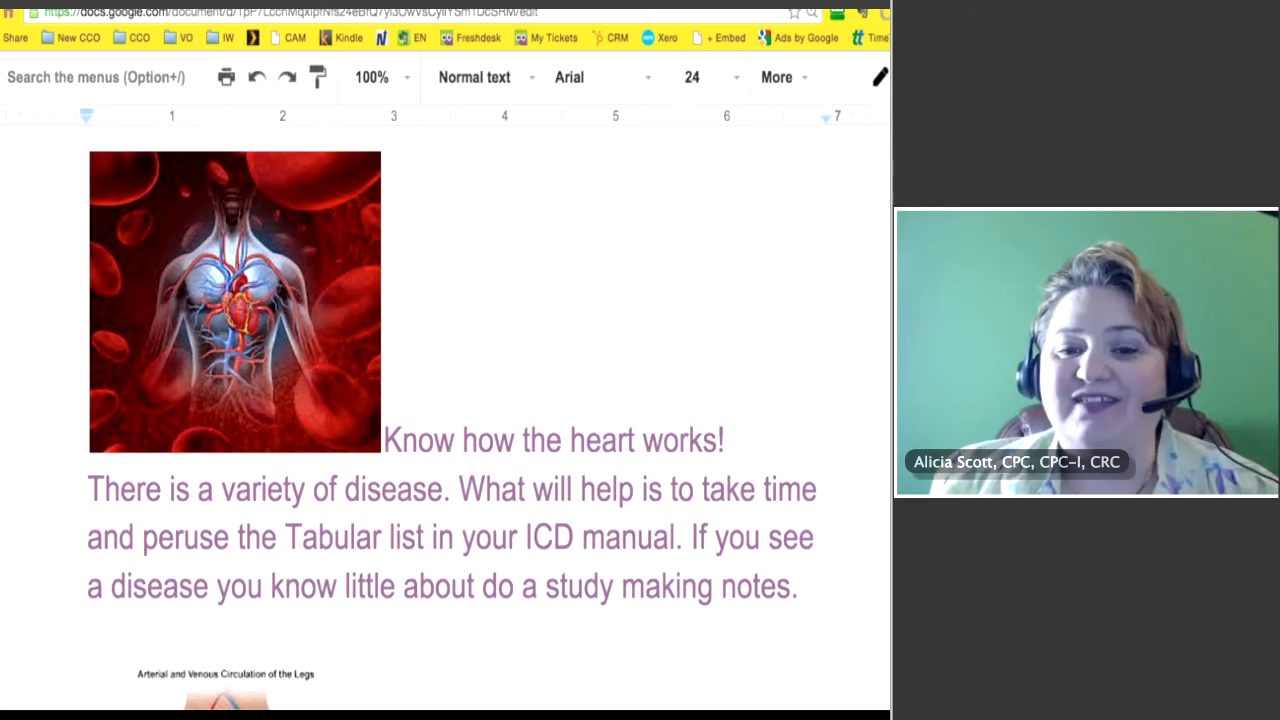 Share New CCO CCO VO IW CAM Kindle EN Freshdesk My Tickets CRM Xero + Embed Ads by Google Time
Search the menus (Option+/) 100% Normal text Arial 24 More
1 2 3 4 5 6 7
Know how the heart works!
There is a variety of disease. What will help is to take time
and peruse the Tabular list in your ICD manual. If you see
a disease you know little about do a study making notes.
Arterial and Venous Circulation of the Legs
Alicia Scott, CPC, CPC-I, CRC